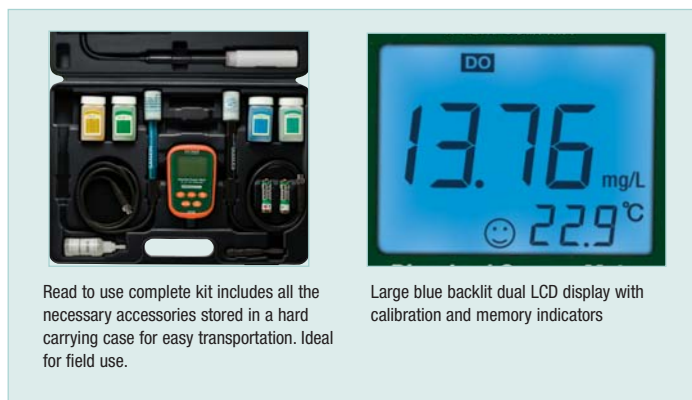 DO
13.76 mg/L
22.9°C
Read to use complete kit includes all the
necessary accessories stored in a hard
carrying case for easy transportation. Ideal
for field use.
Large blue backlit dual LCD display with
calibration and memory indicators